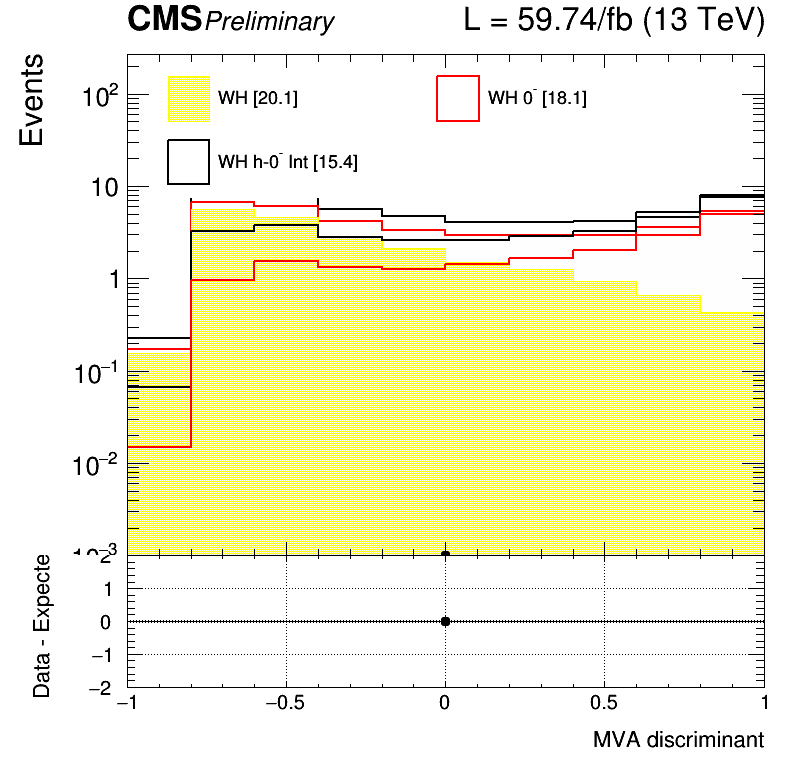 CMS Preliminary L = 59.74/fb (13 TeV)
Events
WH [20.1]
WH 0⁻ [18.1]
WH h-0⁻ Int [15.4]
10²
10
1
10⁻¹
10⁻²
10⁻³
Data - Expecte
2
1
0
−1
−2
−1 −0.5 0 0.5 1
MVA discriminant